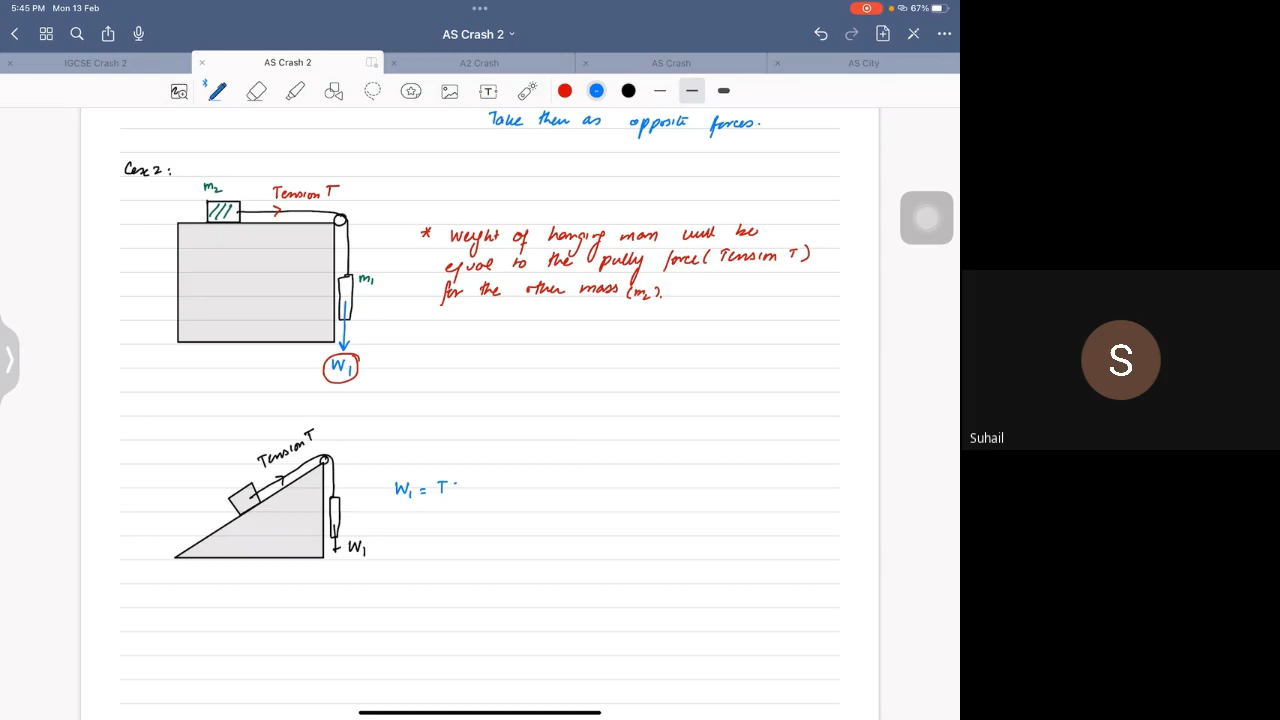 5:45 PM Mon 13 Feb
67%
AS Crash 2
IGCSE Crash 2
AS Crash 2
A2 Crash
AS Crash
AS City
Take them as opposite forces.
Case 2:
m2
Tension T
* Weight of hanging mass will be
equal to the pully force (Tension T)
for the other mass (m2).
m1
W1
Tension T
W1 = T
W1
S
Suhail